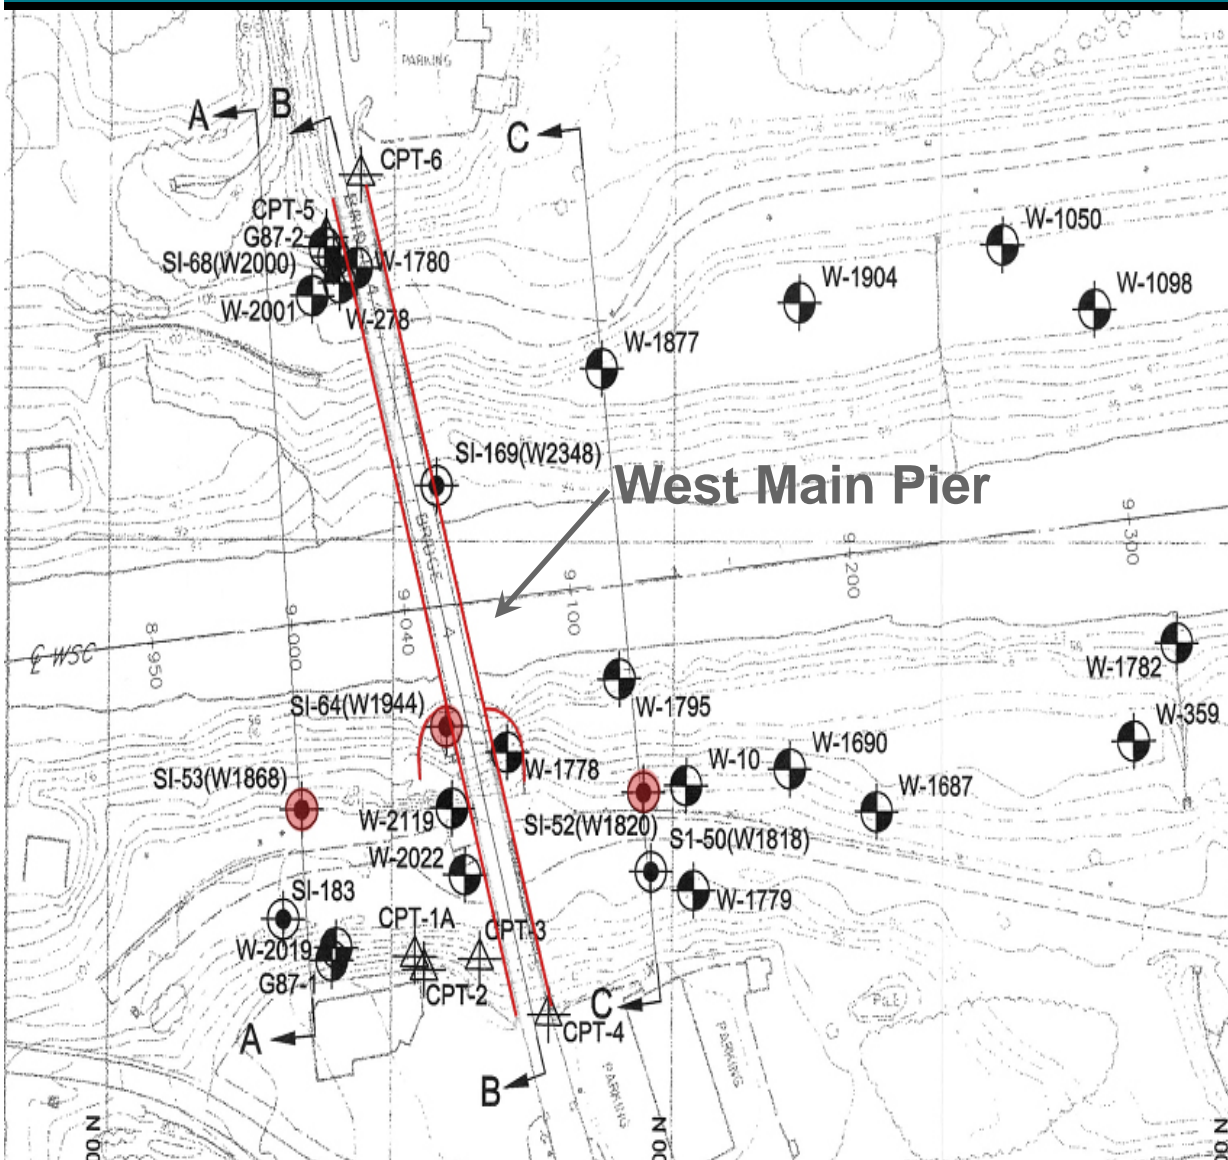 PARKING
A
B
C
CPT-6
CPT-5
G87-2
SI-68(W2000)
W-1780
W-2001
W-278
W-1050
W-1904
W-1098
W-1877
SI-169(W2348)
West Main Pier
BRIDGE
9+300
9+200
9+100
9+040
9+000
8+950
℄ WSC
W-1782
W-359
W-1795
SI-64(W1944)
W-1778
W-10
W-1690
W-1687
SI-53(W1868)
W-2119
SI-52(W1820)
S1-50(W1818)
W-2022
W-1779
SI-183
CPT-1A
CPT-3
W-2019
G87-1
CPT-2
CPT-4
A
B
C
PARKING
PARKING